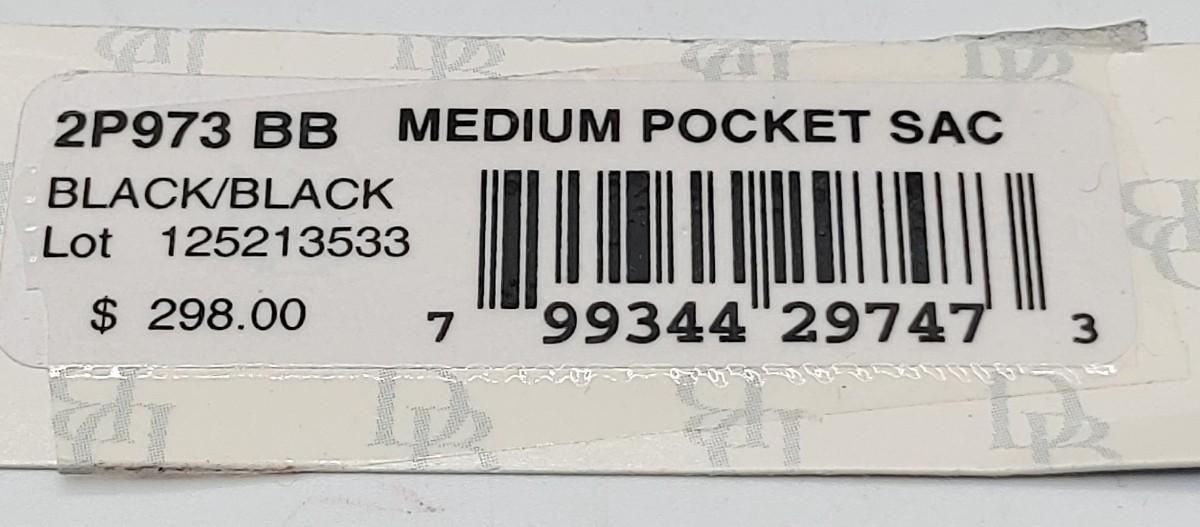 2P973 BB MEDIUM POCKET SAC
BLACK/BLACK
Lot 125213533
$ 298.00
7 99344 29747 3